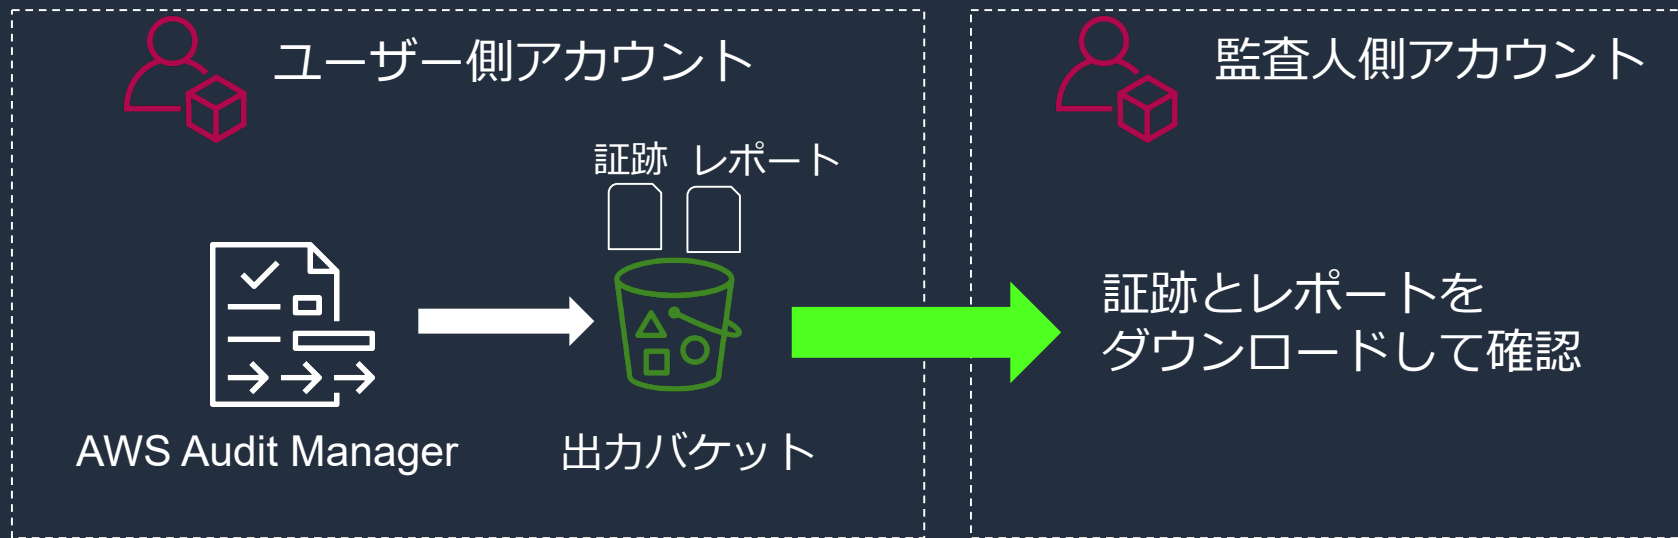 ユーザー側アカウント
監査人側アカウント
証跡 レポート
証跡とレポートを
ダウンロードして確認
AWS Audit Manager
出力バケット